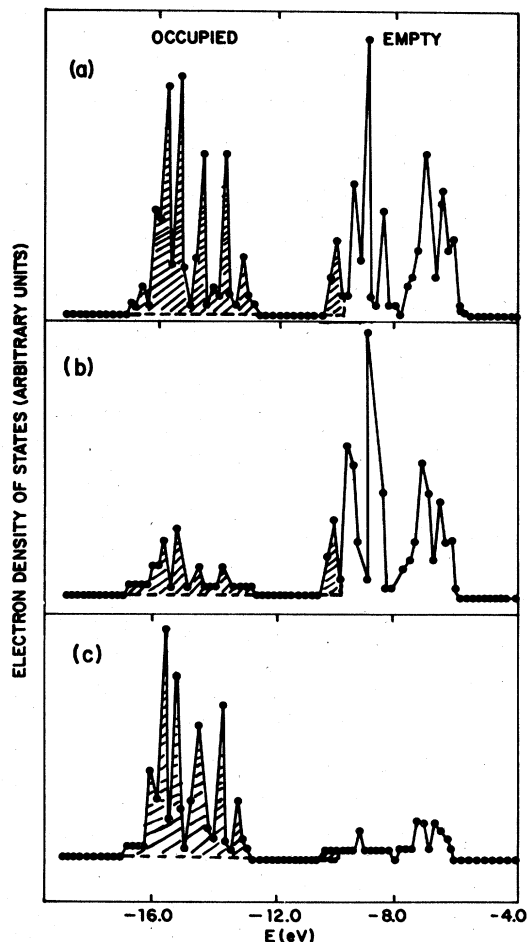 OCCUPIED EMPTY
(a)
(b)
(c)
ELECTRON DENSITY OF STATES (ARBITRARY UNITS)
-16.0 -12.0 -8.0 -4.0
E(eV)